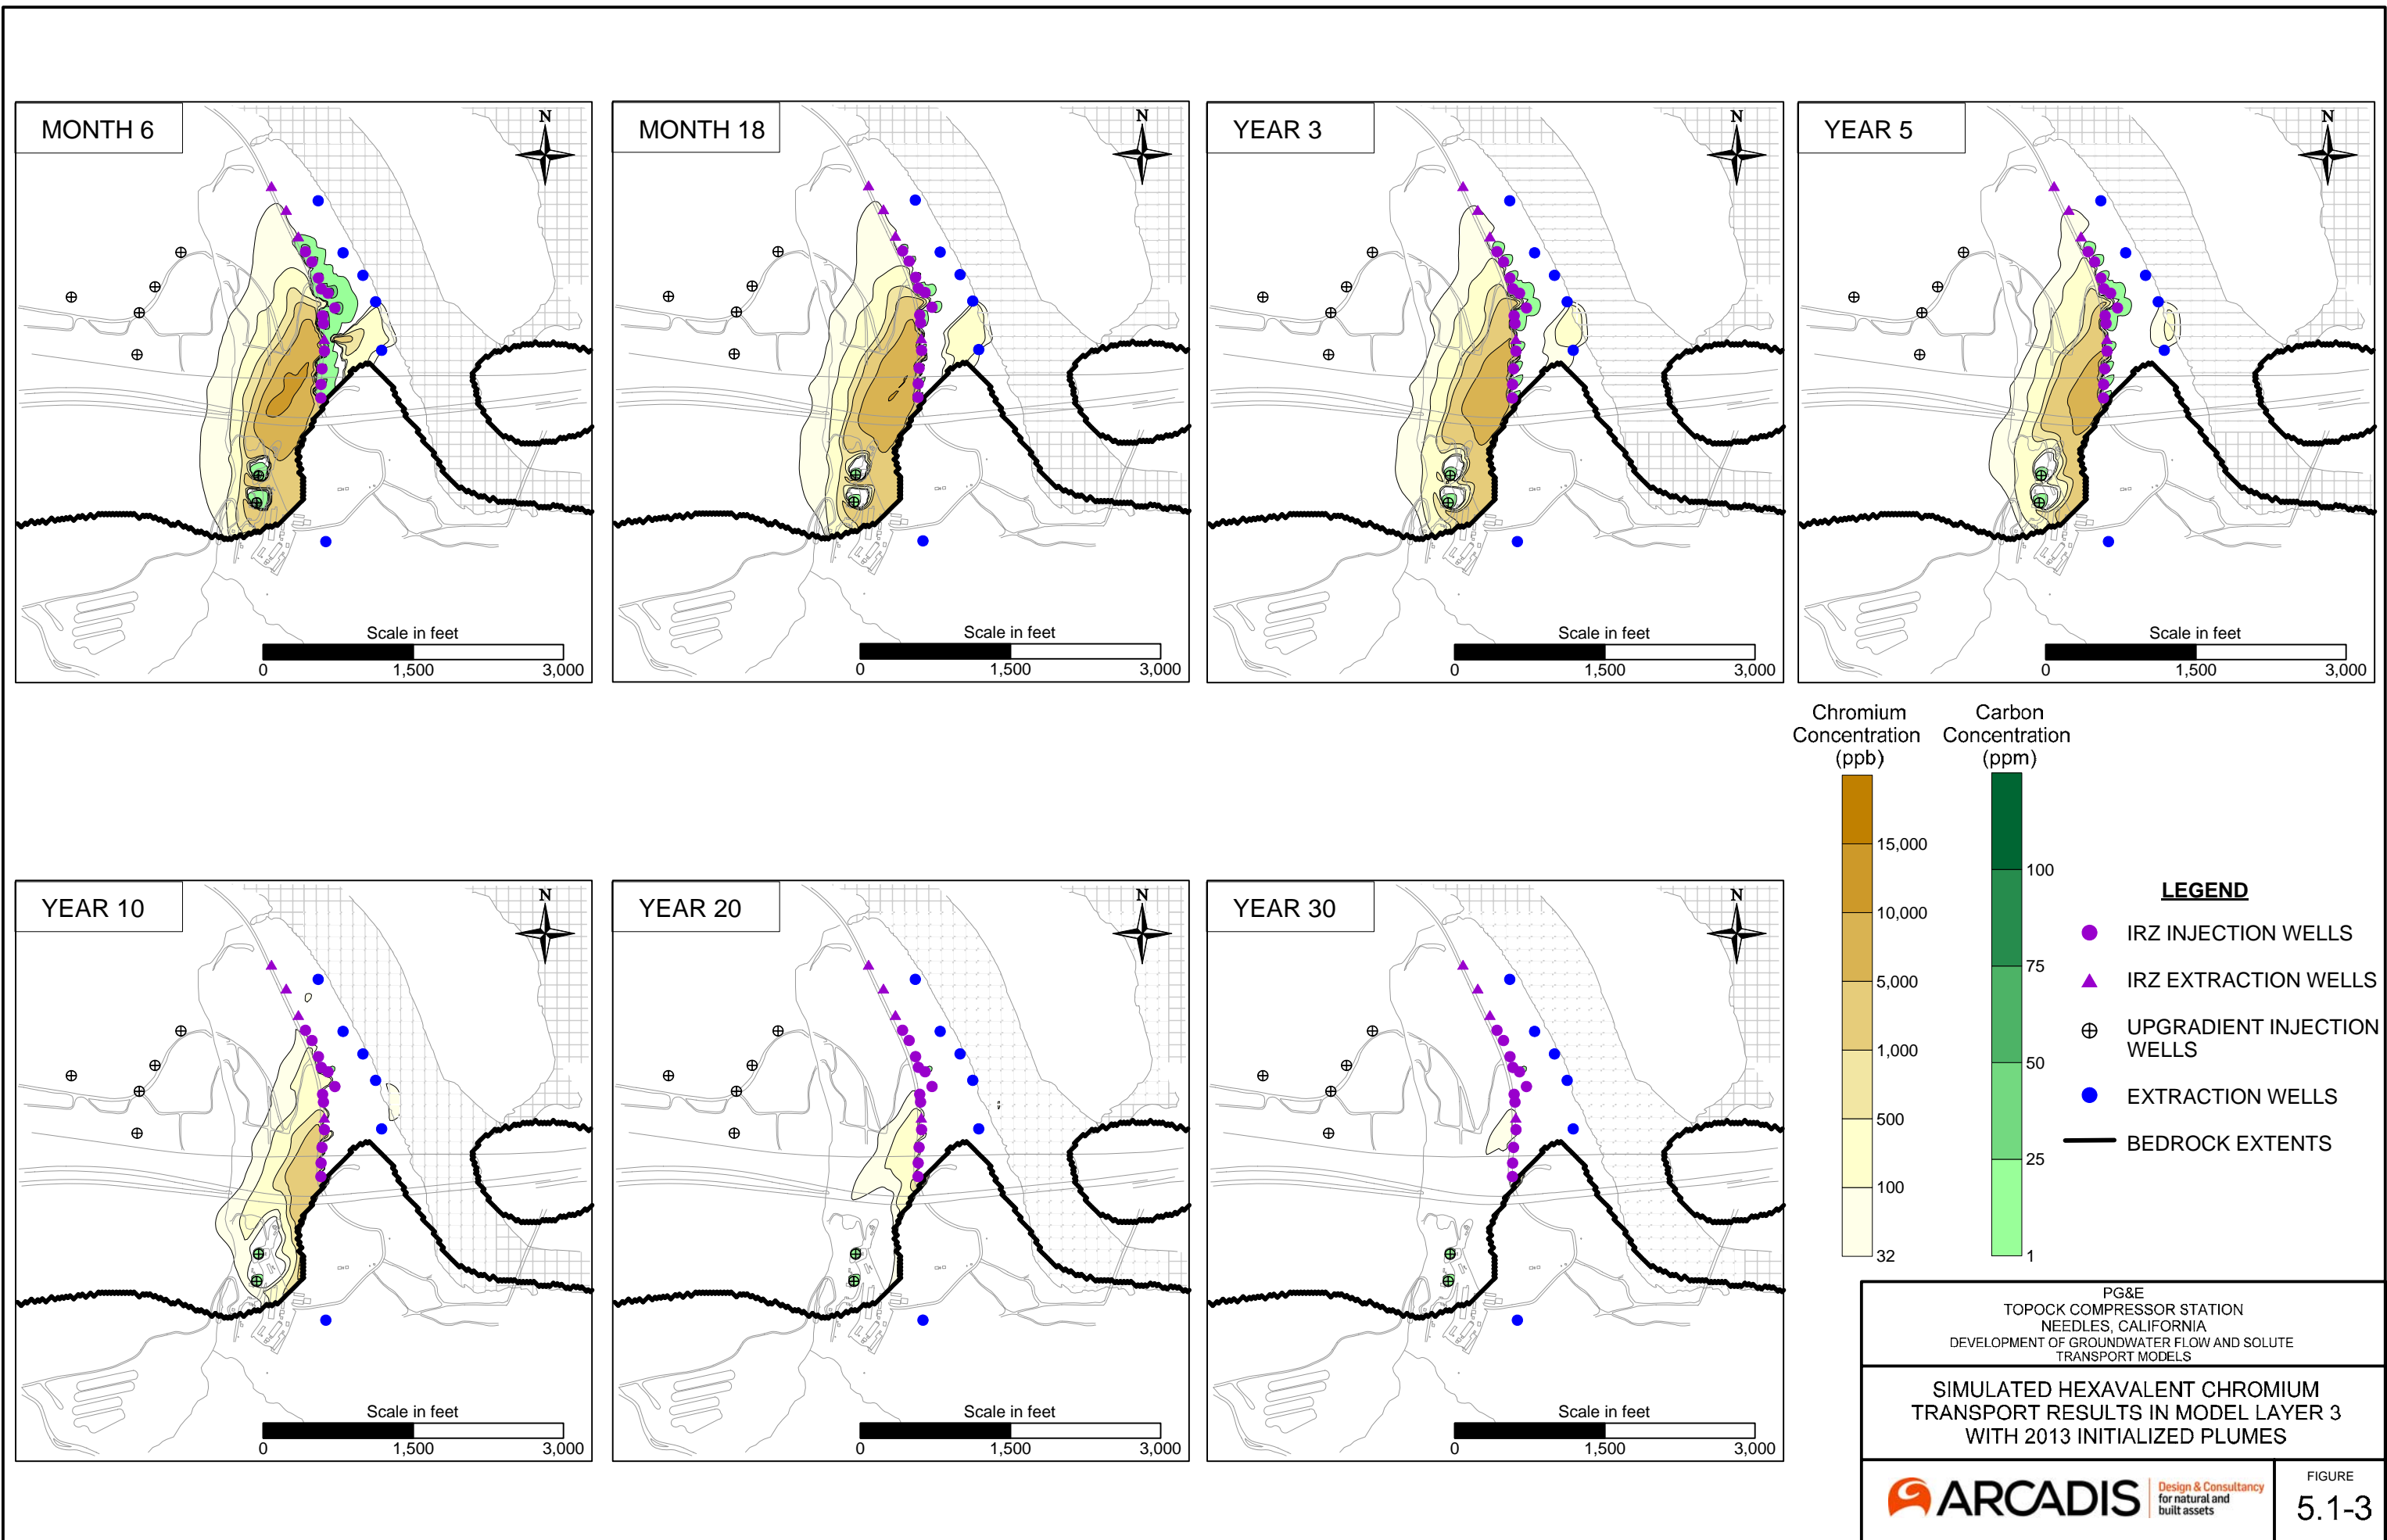 MONTH 6
N
Scale in feet
0 1,500 3,000
MONTH 18
N
Scale in feet
0 1,500 3,000
YEAR 3
N
Scale in feet
0 1,500 3,000
YEAR 5
N
Scale in feet
0 1,500 3,000
YEAR 10
N
Scale in feet
0 1,500 3,000
YEAR 20
N
Scale in feet
0 1,500 3,000
YEAR 30
N
Scale in feet
0 1,500 3,000
Chromium
Concentration
(ppb)
15,000
10,000
5,000
1,000
500
100
32
Carbon
Concentration
(ppm)
100
75
50
25
1
LEGEND
IRZ INJECTION WELLS
IRZ EXTRACTION WELLS
UPGRADIENT INJECTION
WELLS
EXTRACTION WELLS
BEDROCK EXTENTS
PG&E
TOPOCK COMPRESSOR STATION
NEEDLES, CALIFORNIA
DEVELOPMENT OF GROUNDWATER FLOW AND SOLUTE
TRANSPORT MODELS
SIMULATED HEXAVALENT CHROMIUM
TRANSPORT RESULTS IN MODEL LAYER 3
WITH 2013 INITIALIZED PLUMES
ARCADIS
Design & Consultancy
for natural and
built assets
FIGURE
5.1-3